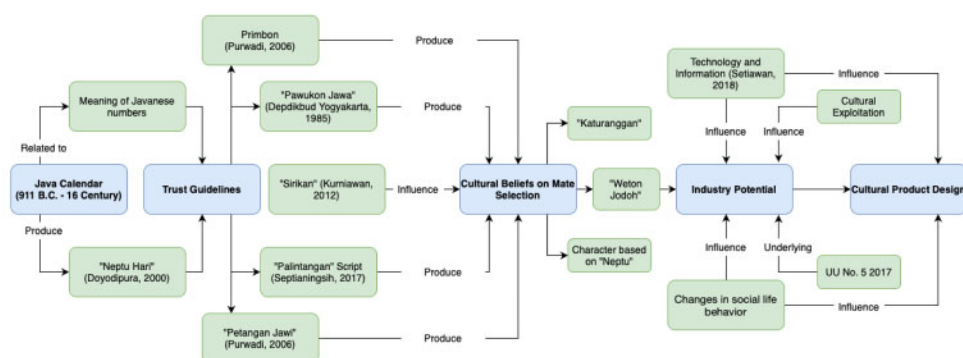 Primbon
(Purwadi, 2006)
Produce
Meaning of Javanese
numbers
"Pawukon Jawa"
(Depdikbud Yogyakarta,
1985)
Produce
Technology and
Information (Setiawan,
2018)
Influence
Cultural
Exploitation
"Katuranggan"
Influence
Influence
Related to
Java Calendar
(911 B.C. - 16 Century)
Trust Guidelines
"Sirikan" (Kurniawan,
2012)
Influence
Cultural Beliefs on Mate
Selection
"Weton
Jodoh"
Industry Potential
Cultural Product Design
Produce
"Neptu Hari"
(Doyodipura, 2000)
"Palintangan" Script
(Septianingsih, 2017)
Produce
Character based
on "Neptu"
Influence
Underlying
UU No. 5 2017
Changes in social life
behavior
Influence
"Petangan Jawi"
(Purwadi, 2006)
Produce